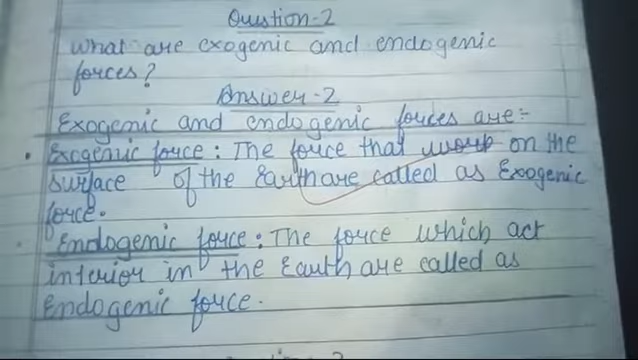 Question-2
What are exogenic and endogenic
forces?
Answer-2
Exogenic and endogenic forces are:-
• Exogenic force: The force that work on the
surface of the Earth are called as Exogenic
force.
• Endogenic force: The force which act
interior in the Earth are called as
Endogenic force.